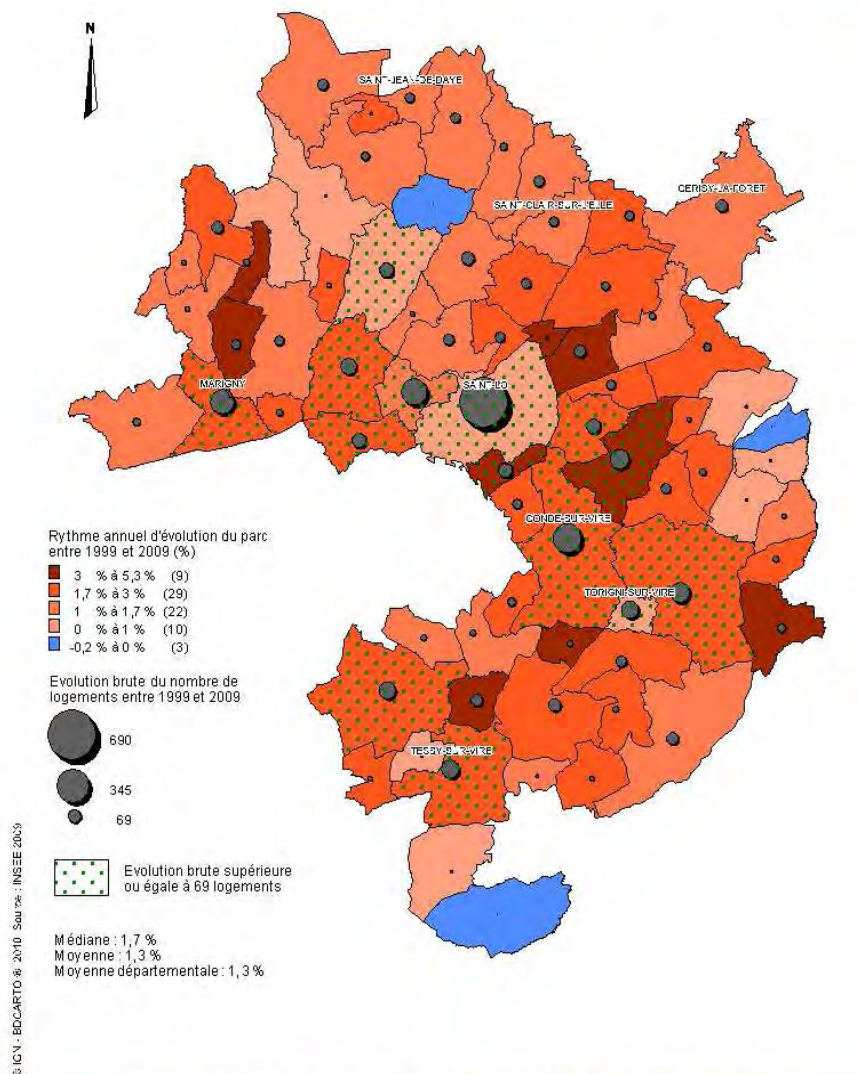 N
SAINT-JEAN-DE-DAYE
CERISY-LA-FORET
SAINT-CLAIR-SUR-L'ELLE
MARIGNY
SAINT-LO
CONDE-SUR-VIRE
TORIGNI-SUR-VIRE
TESSY-SUR-VIRE
Rythme annuel d'évolution du parc
entre 1999 et 2009 (%)
3 % à 5,3 % (9)
1,7 % à 3 % (29)
1 % à 1,7 % (22)
0 % à 1 % (10)
-0,2 % à 0 % (3)
Evolution brute du nombre de
logements entre 1999 et 2009
690
345
69
Evolution brute supérieure
ou égale à 69 logements
Médiane : 1,7 %
Moyenne : 1,3 %
Moyenne départementale : 1,3 %
© IGN - BDCARTO ® 2010 Source : INSEE 2009